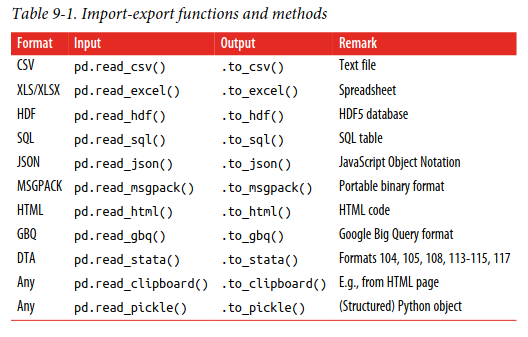 Table 9-1. Import-export functions and methods
Format Input Output Remark
CSV pd.read_csv() .to_csv() Text file
XLS/XLSX pd.read_excel() .to_excel() Spreadsheet
HDF pd.read_hdf() .to_hdf() HDF5 database
SQL pd.read_sql() .to_sql() SQL table
JSON pd.read_json() .to_json() JavaScript Object Notation
MSGPACK pd.read_msgpack() .to_msgpack() Portable binary format
HTML pd.read_html() .to_html() HTML code
GBQ pd.read_gbq() .to_gbq() Google Big Query format
DTA pd.read_stata() .to_stata() Formats 104, 105, 108, 113-115, 117
Any pd.read_clipboard() .to_clipboard() E.g., from HTML page
Any pd.read_pickle() .to_pickle() (Structured) Python object